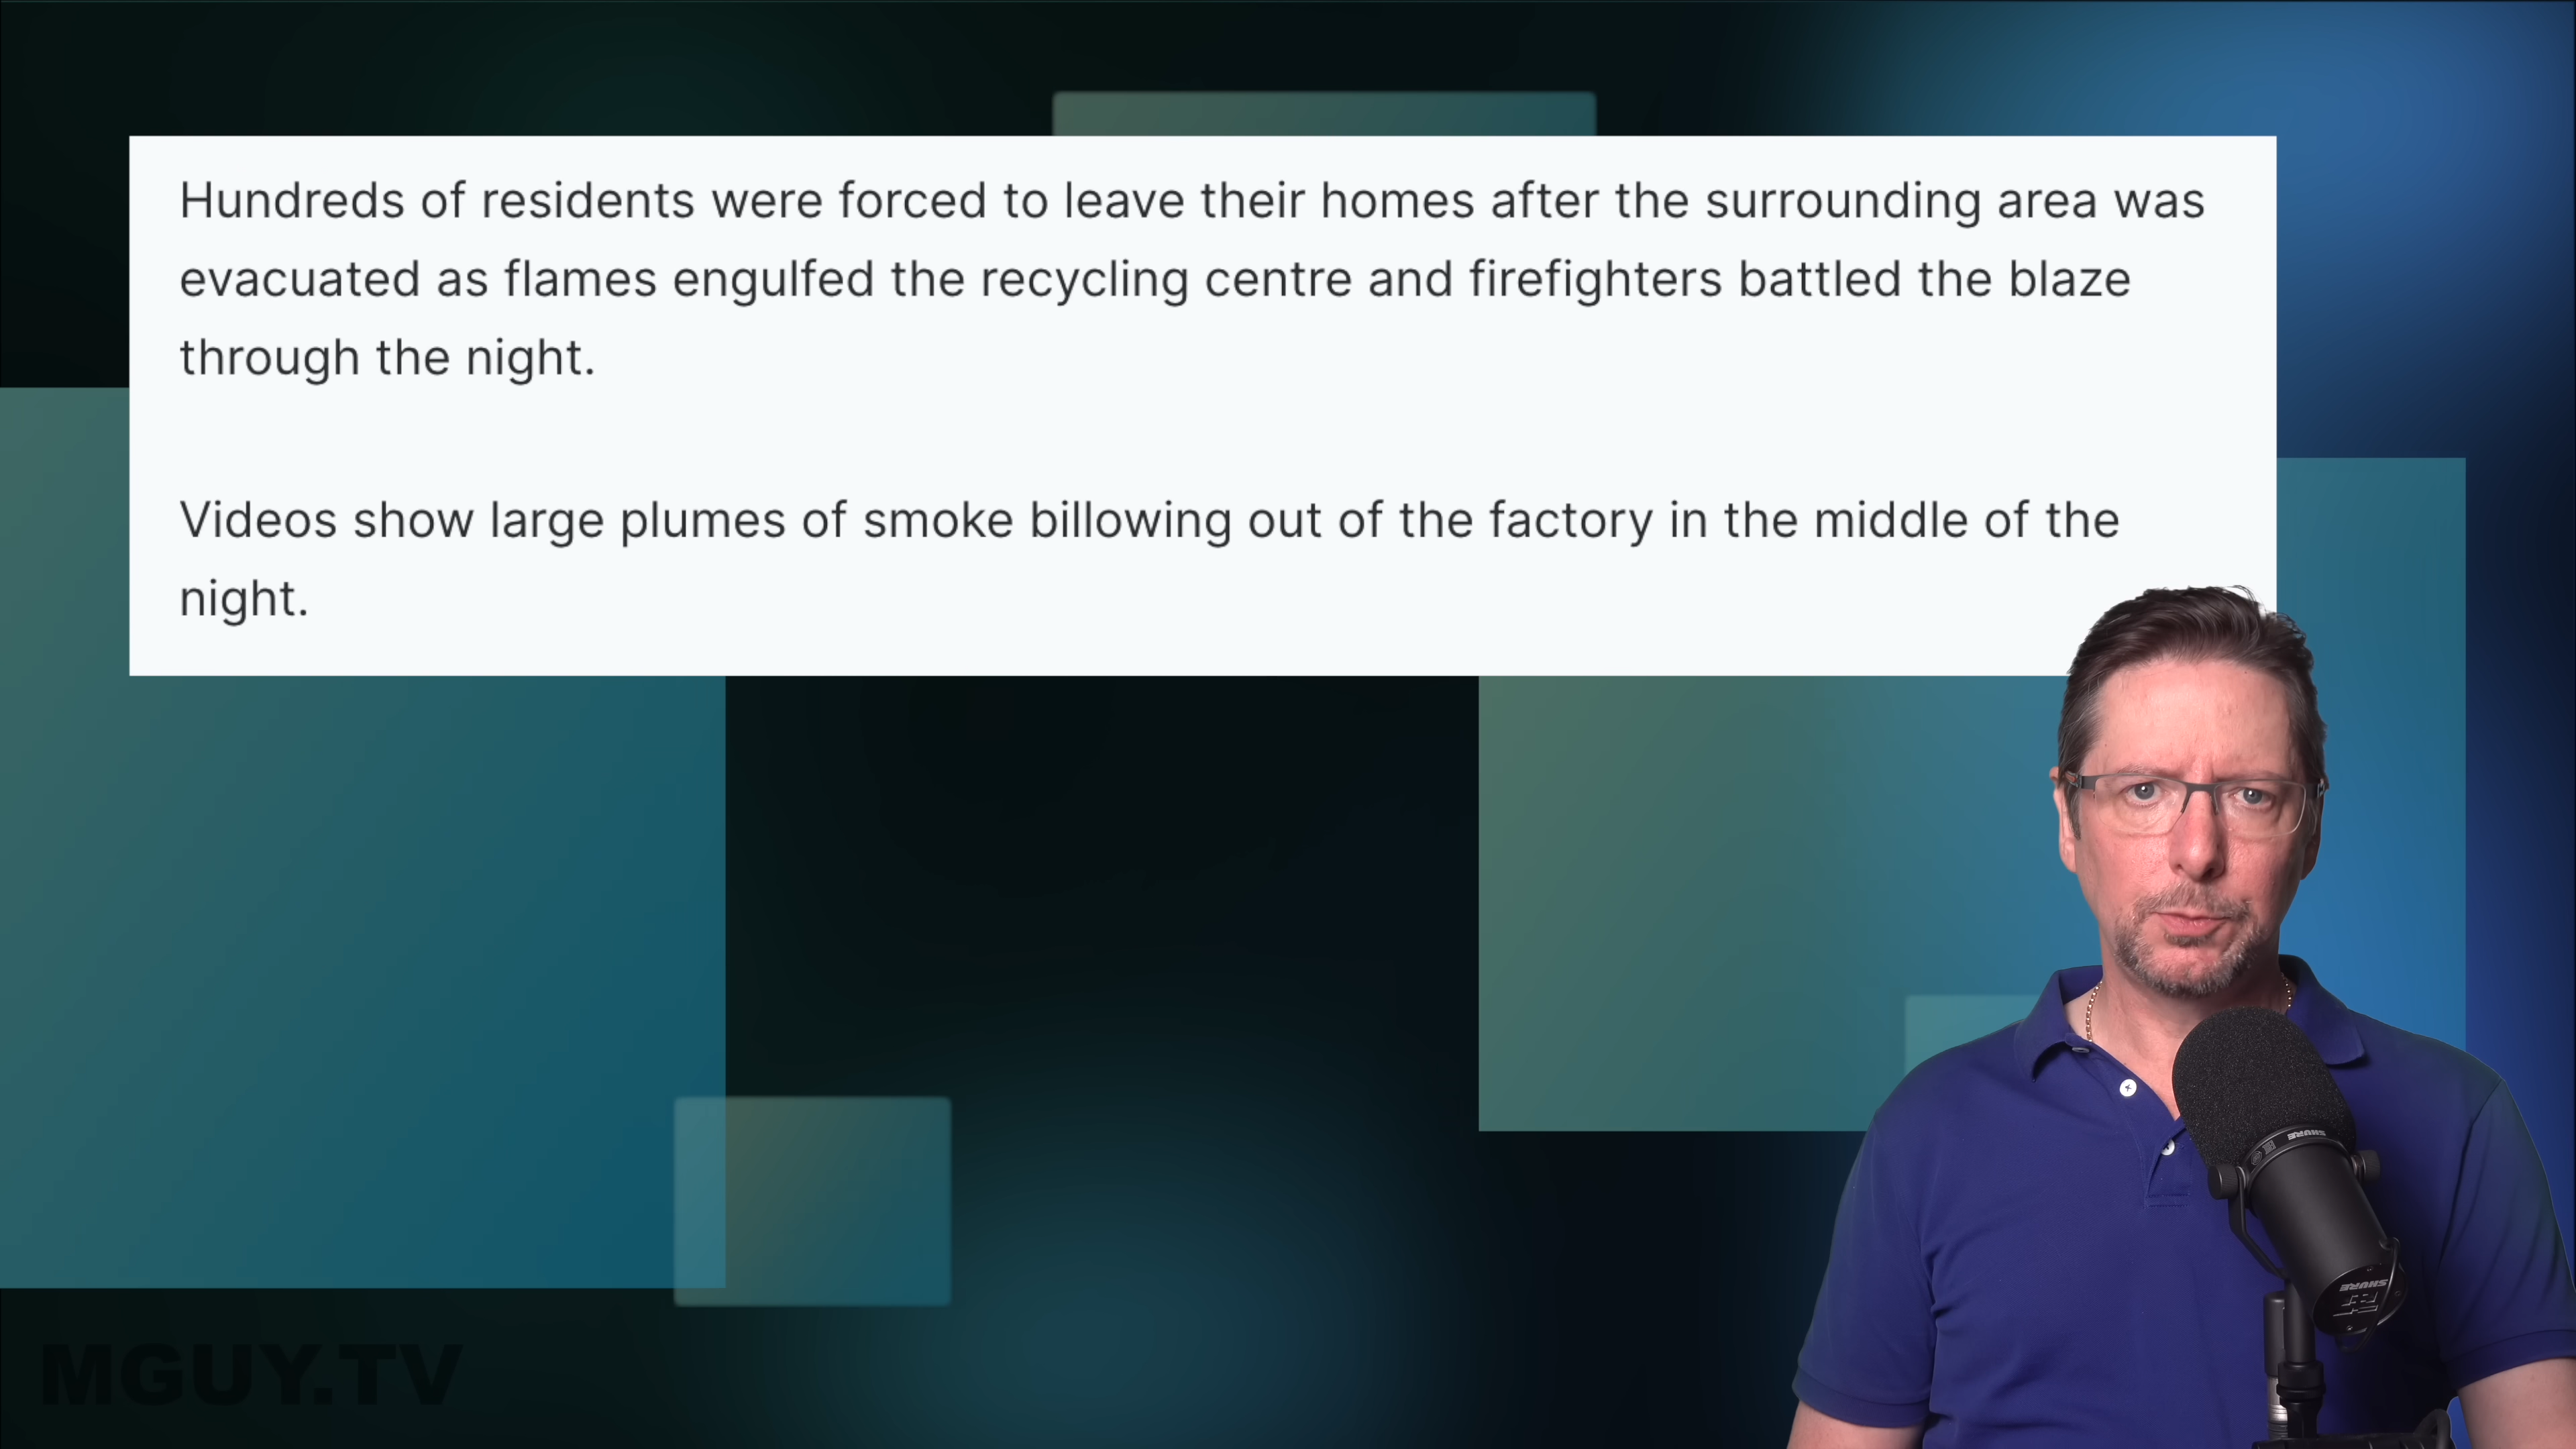 Hundreds of residents were forced to leave their homes after the surrounding area was
evacuated as flames engulfed the recycling centre and firefighters battled the blaze
through the night.
Videos show large plumes of smoke billowing out of the factory in the middle of the
night.
SHURE
SHURE
MGUY.TV